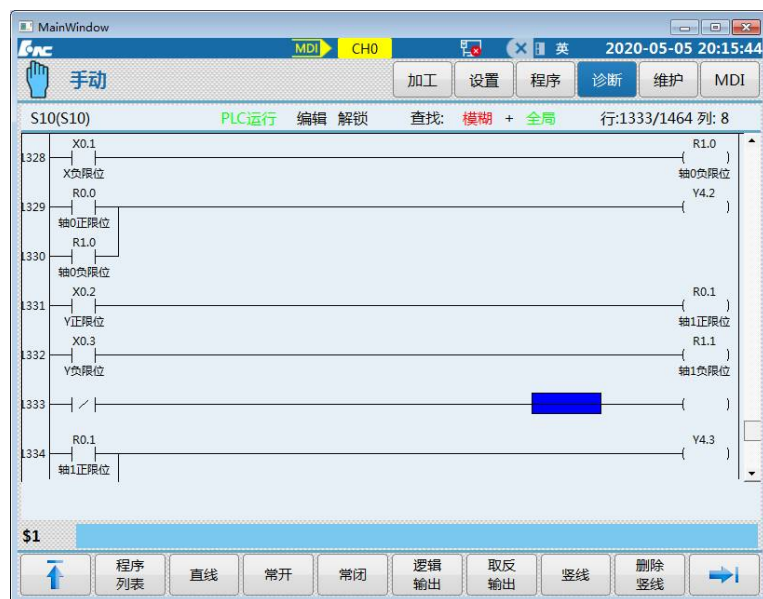 MainWindow
MDI CH0 英 2020-05-05 20:15:44
手动 加工 设置 程序 诊断 维护 MDI
S10(S10) PLC运行 编辑 解锁 查找: 模糊 + 全局 行:1333/1464 列: 8
X0.1 R1.0
1328 ( )
X负限位 轴0负限位
R0.0 Y4.2
1329 ( )
轴0正限位
R1.0
1330
轴0负限位
X0.2 R0.1
1331 ( )
Y正限位 轴1正限位
X0.3 R1.1
1332 ( )
Y负限位 轴1负限位
1333 / ( )
R0.1 Y4.3
1334 ( )
轴1正限位
$1
程序 逻辑 取反 删除
列表 直线 常开 常闭 输出 输出 竖线 竖线